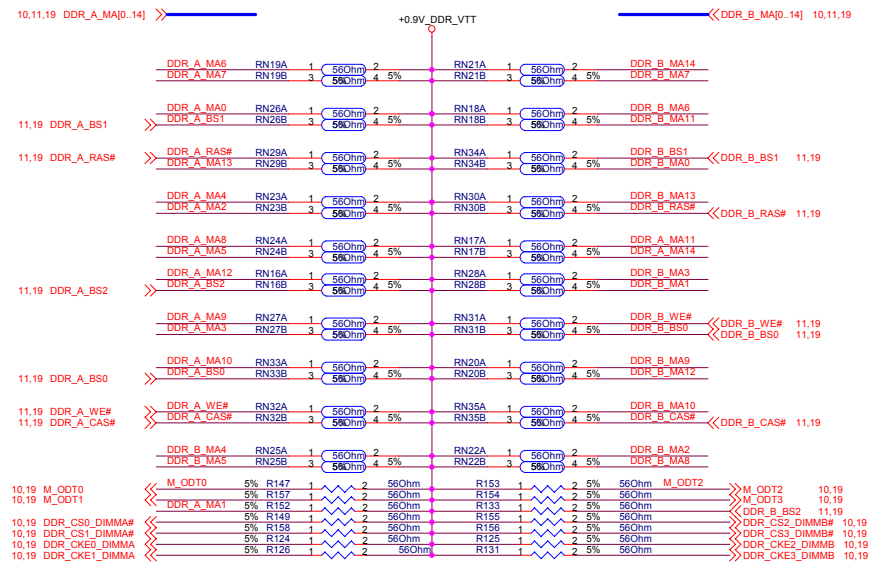 10,11,19 DDR_A_MA[0..14] DDR_B_MA[0..14] 10,11,19
+0.9V_DDR_VTT
DDR_A_MA6 RN19A 1 56Ohm 2 RN21A 1 56Ohm 2 DDR_B_MA14
DDR_A_MA7 RN19B 3 56Ohm 4 5% RN21B 3 56Ohm 4 5% DDR_B_MA7
DDR_A_MA0 RN26A 1 56Ohm 2 RN18A 1 56Ohm 2 DDR_B_MA6
11,19 DDR_A_BS1 DDR_A_BS1 RN26B 3 56Ohm 4 5% RN18B 3 56Ohm 4 5% DDR_B_MA11
11,19 DDR_A_RAS# DDR_A_RAS# RN29A 1 56Ohm 2 RN34A 1 56Ohm 2 DDR_B_BS1 DDR_B_BS1 11,19
DDR_A_MA13 RN29B 3 56Ohm 4 5% RN34B 3 56Ohm 4 5% DDR_B_MA0
DDR_A_MA4 RN23A 1 56Ohm 2 RN30A 1 56Ohm 2 DDR_B_MA13
DDR_A_MA2 RN23B 3 56Ohm 4 5% RN30B 3 56Ohm 4 5% DDR_B_RAS# DDR_B_RAS# 11,19
DDR_A_MA8 RN24A 1 56Ohm 2 RN17A 1 56Ohm 2 DDR_A_MA11
DDR_A_MA5 RN24B 3 56Ohm 4 5% RN17B 3 56Ohm 4 5% DDR_A_MA14
DDR_A_MA12 RN16A 1 56Ohm 2 RN28A 1 56Ohm 2 DDR_B_MA3
11,19 DDR_A_BS2 DDR_A_BS2 RN16B 3 56Ohm 4 5% RN28B 3 56Ohm 4 5% DDR_B_MA1
DDR_A_MA9 RN27A 1 56Ohm 2 RN31A 1 56Ohm 2 DDR_B_WE# DDR_B_WE# 11,19
DDR_A_MA3 RN27B 3 56Ohm 4 5% RN31B 3 56Ohm 4 5% DDR_B_BS0 DDR_B_BS0 11,19
DDR_A_MA10 RN33A 1 56Ohm 2 RN20A 1 56Ohm 2 DDR_B_MA9
11,19 DDR_A_BS0 DDR_A_BS0 RN33B 3 56Ohm 4 5% RN20B 3 56Ohm 4 5% DDR_B_MA12
11,19 DDR_A_WE# DDR_A_WE# RN32A 1 56Ohm 2 RN35A 1 56Ohm 2 DDR_B_MA10
11,19 DDR_A_CAS# DDR_A_CAS# RN32B 3 56Ohm 4 5% RN35B 3 56Ohm 4 5% DDR_B_CAS# DDR_B_CAS# 11,19
DDR_B_MA4 RN25A 1 56Ohm 2 RN22A 1 56Ohm 2 DDR_B_MA2
DDR_B_MA5 RN25B 3 56Ohm 4 5% RN22B 3 56Ohm 4 5% DDR_B_MA8
10,19 M_ODT0 M_ODT0 5% R147 1 2 56Ohm R153 1 2 5% 56Ohm M_ODT2 M_ODT2 10,19
10,19 M_ODT1 5% R157 1 2 56Ohm R154 1 2 5% 56Ohm M_ODT3 10,19
DDR_A_MA1 5% R152 1 2 56Ohm R133 1 2 5% 56Ohm DDR_B_BS2 11,19
10,19 DDR_CS0_DIMMA# 5% R149 1 2 56Ohm R155 1 2 5% 56Ohm DDR_CS2_DIMMB# 10,19
10,19 DDR_CS1_DIMMA# 5% R158 1 2 56Ohm R156 1 2 5% 56Ohm DDR_CS3_DIMMB# 10,19
10,19 DDR_CKE0_DIMMA 5% R124 1 2 56Ohm R125 1 2 5% 56Ohm DDR_CKE2_DIMMB 10,19
10,19 DDR_CKE1_DIMMA 5% R126 1 2 56Ohm R131 1 2 5% 56Ohm DDR_CKE3_DIMMB 10,19